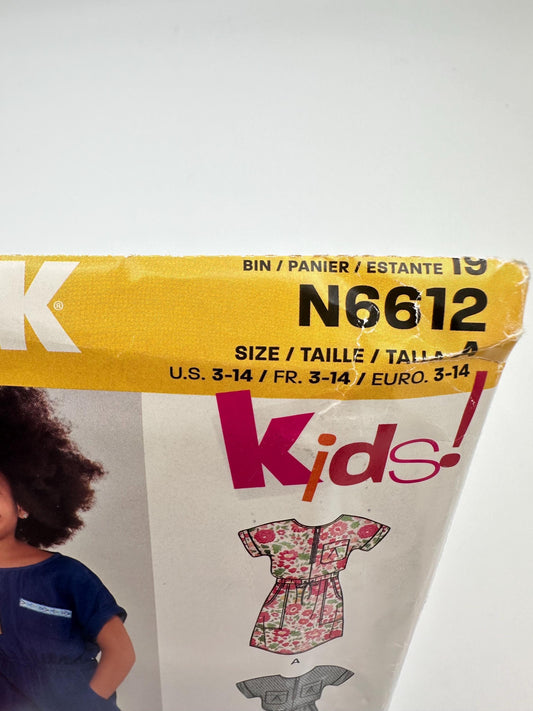 BIN / PANIER / ESTANTE 19
K®
N6612
SIZE / TAILLE / TALLA A
U.S. 3-14 / FR. 3-14 / EURO. 3-14
kids!
A